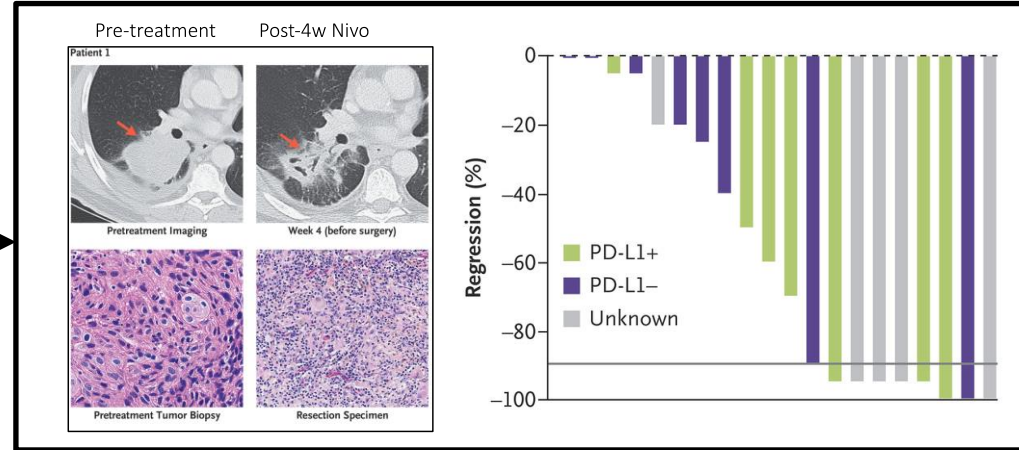 Pre-treatment
Post-4w Nivo
Patient 1
Pretreatment Imaging
Week 4 (before surgery)
Pretreatment Tumor Biopsy
Resection Specimen
Regression (%)
0
−20
−40
−60
−80
−100
PD-L1+
PD-L1−
Unknown